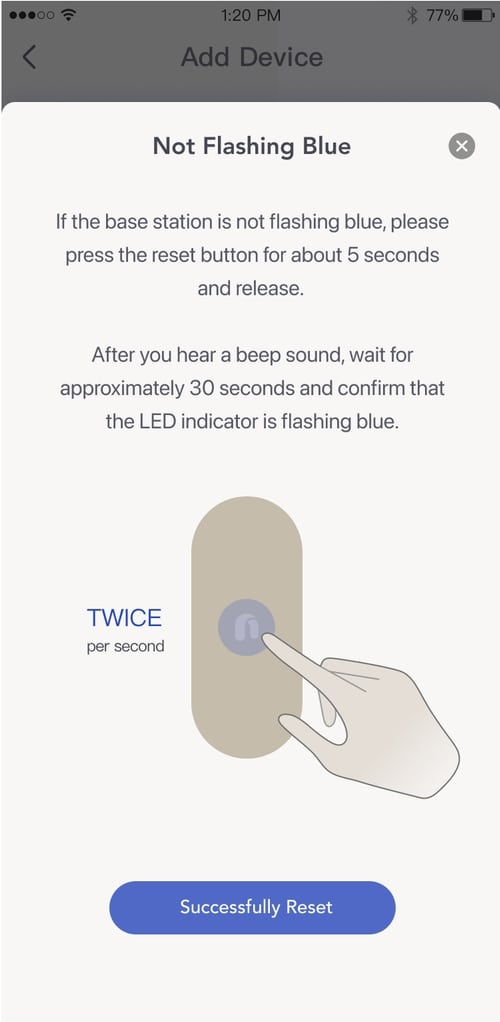 1:20 PM
77%
Add Device
Not Flashing Blue
If the base station is not flashing blue, please
press the reset button for about 5 seconds
and release.
After you hear a beep sound, wait for
approximately 30 seconds and confirm that
the LED indicator is flashing blue.
TWICE
per second
Successfully Reset